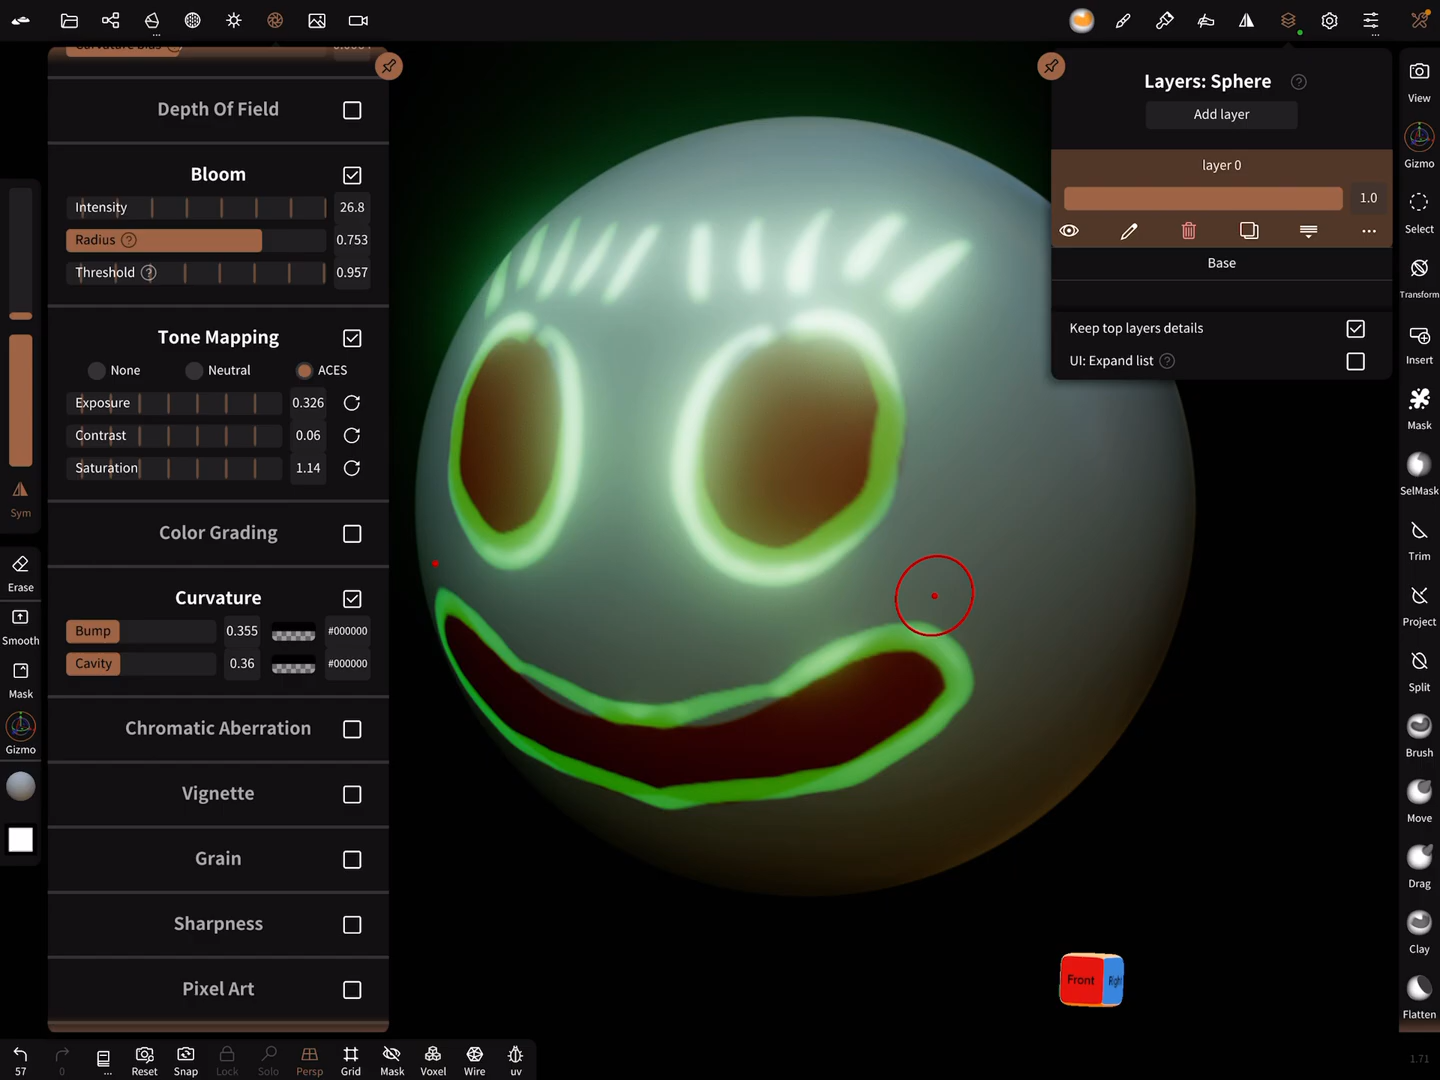 Depth Of Field
Bloom
Intensity 26.8
Radius ? 0.753
Threshold ? 0.957
Tone Mapping
None Neutral ACES
Exposure 0.326
Contrast 0.06
Saturation 1.14
Color Grading
Curvature
Bump 0.355 #000000
Cavity 0.36 #000000
Chromatic Aberration
Vignette
Grain
Sharpness
Pixel Art
Sym
Erase
Smooth
Mask
Gizmo
Layers: Sphere ?
Add layer
layer 0
1.0
Base
Keep top layers details
UI: Expand list ?
View
Gizmo
Select
Transform
Insert
Mask
SelMask
Trim
Project
Split
Brush
Move
Drag
Clay
Flatten
1.71
Front
Right
57
0
...
Reset
Snap
Lock
Solo
Persp
Grid
Mask
Voxel
Wire
uv